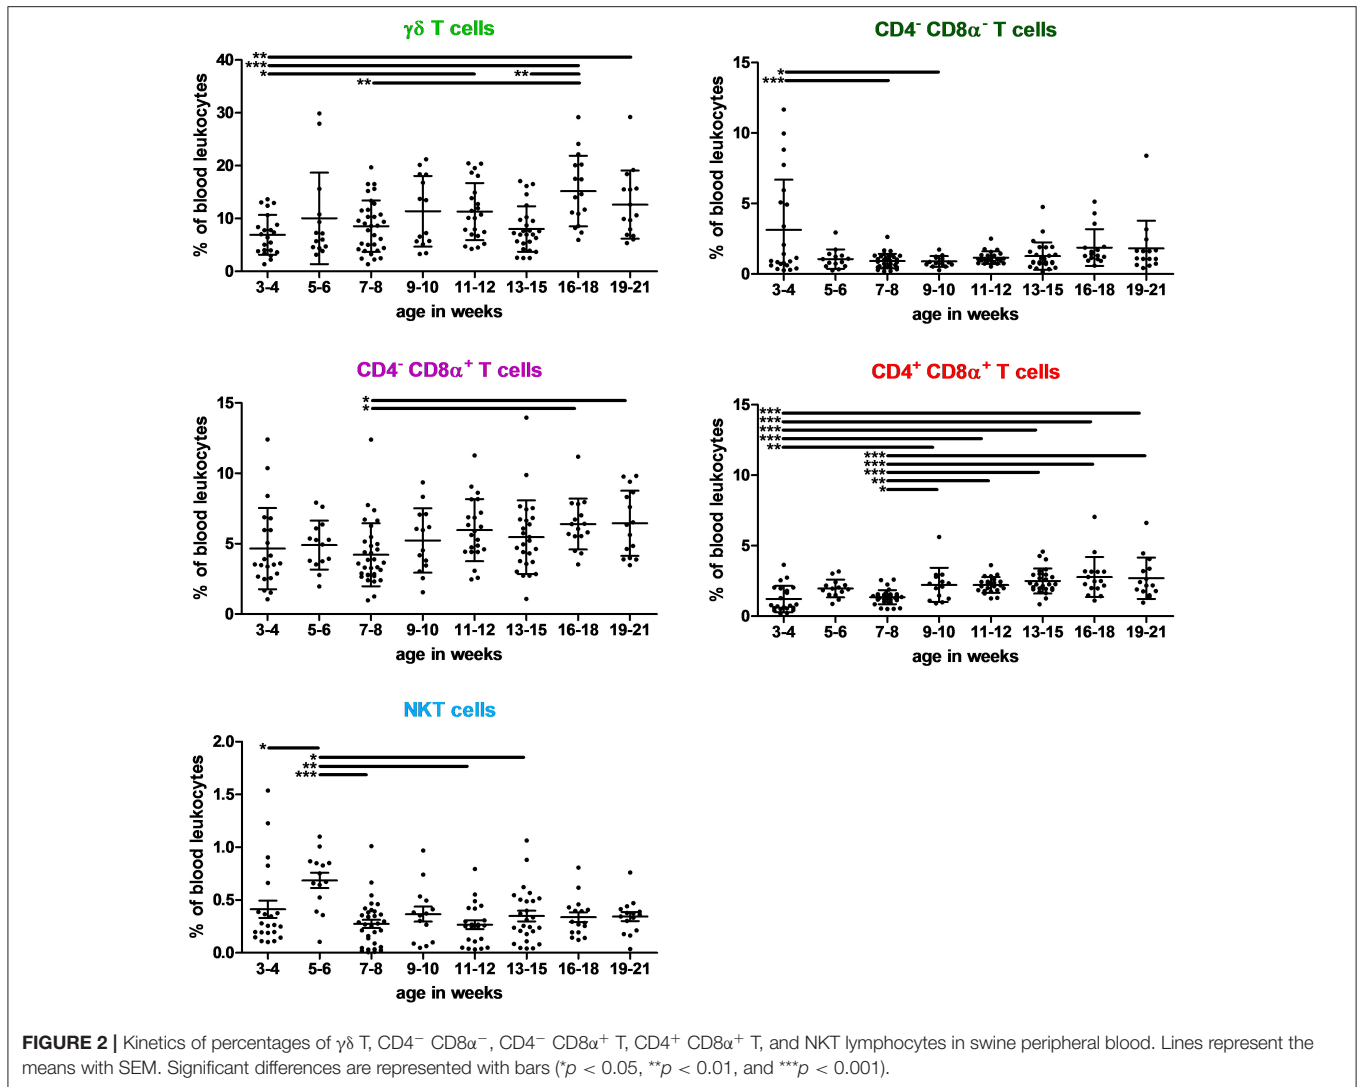 γδ T cells
**
***
*
**
**
40
30
20
10
0
% of blood leukocytes
3-4 5-6 7-8 9-10 11-12 13-15 16-18 19-21
age in weeks
CD4⁻ CD8α⁻ T cells
*
***
15
10
5
0
% of blood leukocytes
3-4 5-6 7-8 9-10 11-12 13-15 16-18 19-21
age in weeks
CD4⁻ CD8α⁺ T cells
*
*
15
10
5
0
% of blood leukocytes
3-4 5-6 7-8 9-10 11-12 13-15 16-18 19-21
age in weeks
CD4⁺ CD8α⁺ T cells
***
***
***
***
**
***
***
***
**
*
15
10
5
0
% of blood leukocytes
3-4 5-6 7-8 9-10 11-12 13-15 16-18 19-21
age in weeks
NKT cells
*
*
**
***
2.0
1.5
1.0
0.5
0.0
% of blood leukocytes
3-4 5-6 7-8 9-10 11-12 13-15 16-18 19-21
age in weeks
FIGURE 2 | Kinetics of percentages of γδ T, CD4⁻ CD8α⁻, CD4⁻ CD8α⁺ T, CD4⁺ CD8α⁺ T, and NKT lymphocytes in swine peripheral blood. Lines represent the
means with SEM. Significant differences are represented with bars (*p < 0.05, **p < 0.01, and ***p < 0.001).